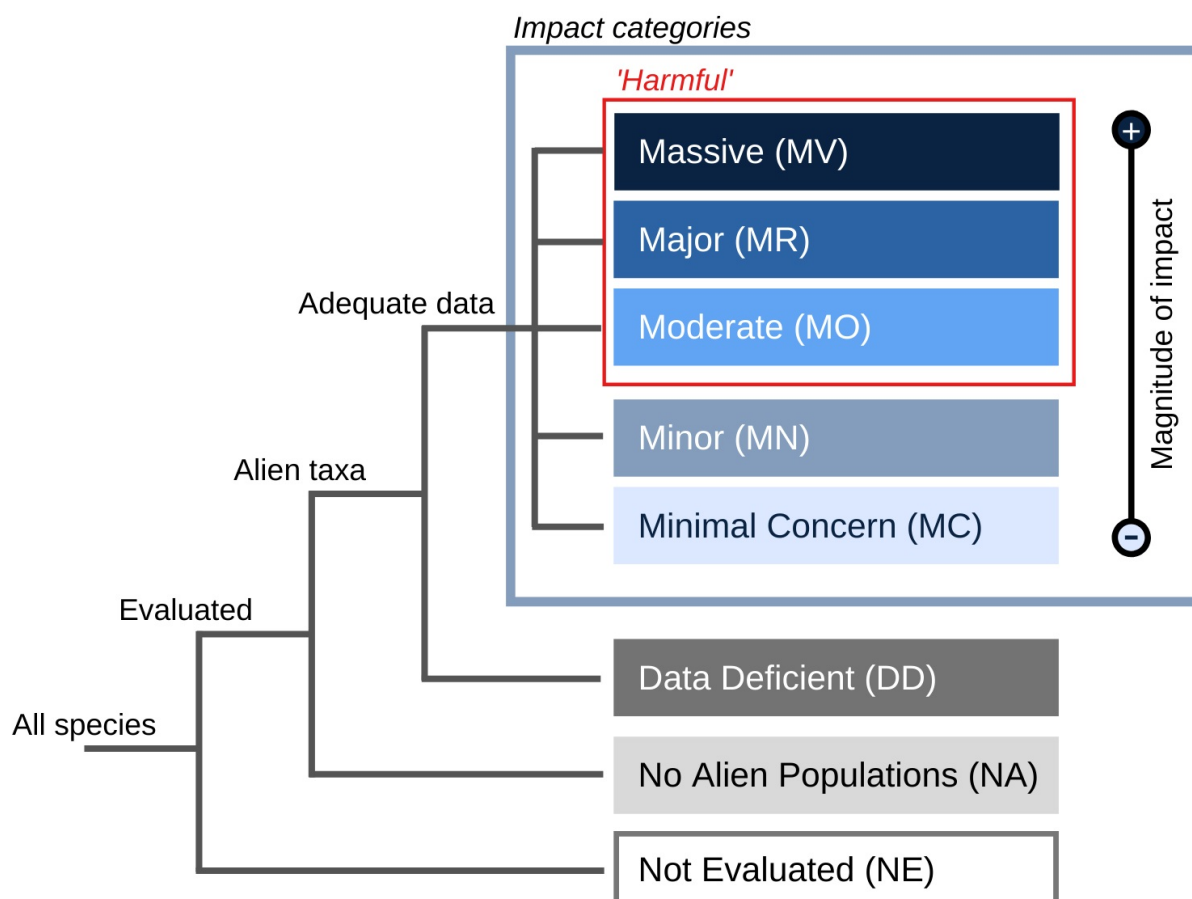 Impact categories
'Harmful'
Massive (MV)
Major (MR)
Adequate data
Moderate (MO)
Magnitude of impact
Minor (MN)
Alien taxa
Minimal Concern (MC)
Evaluated
Data Deficient (DD)
All species
No Alien Populations (NA)
Not Evaluated (NE)
+
-